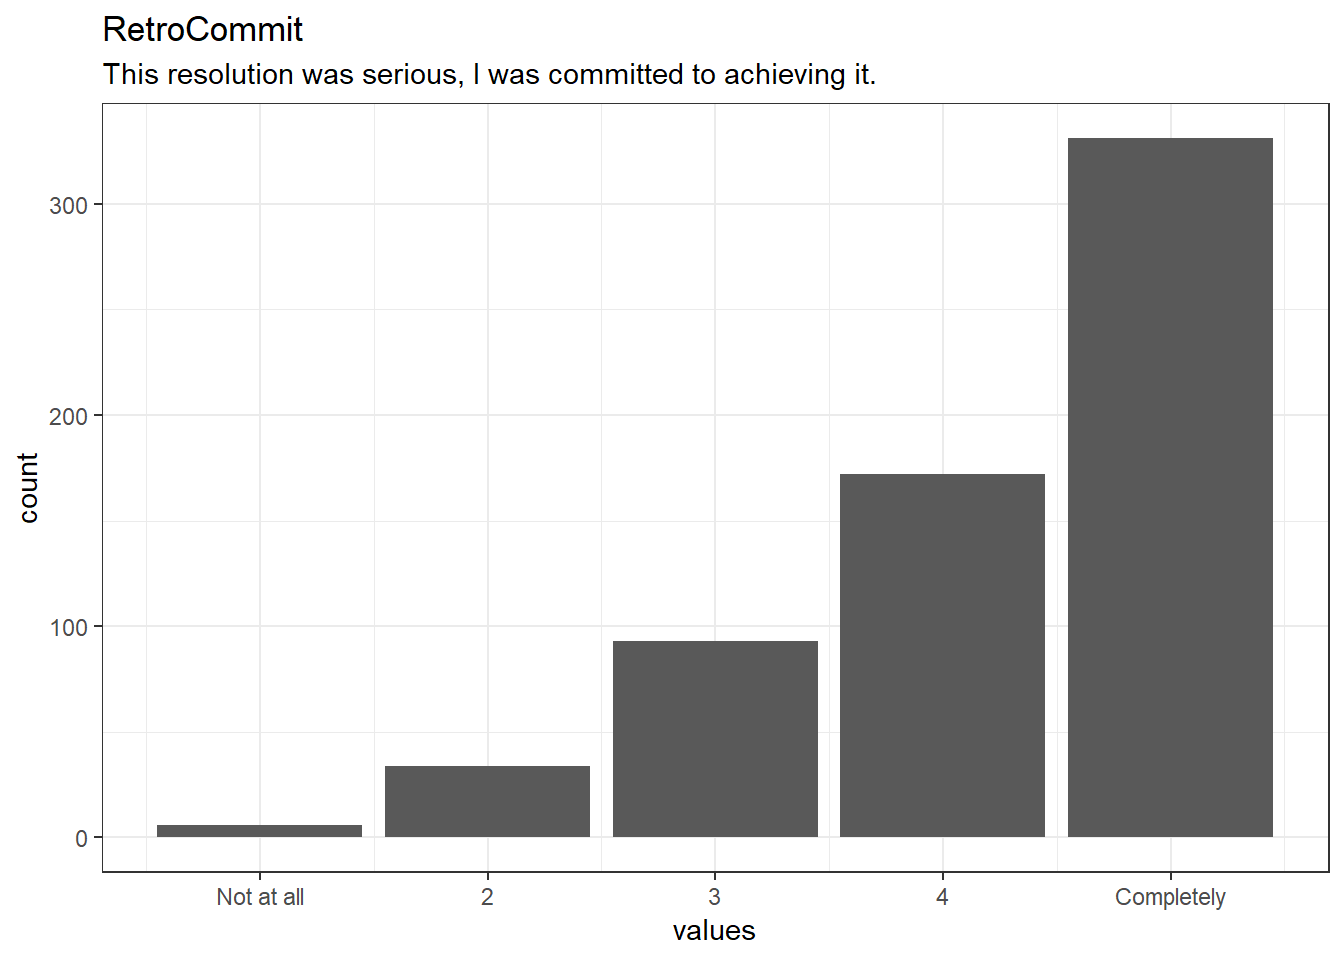 RetroCommit
This resolution was serious, I was committed to achieving it.
300
200
100
0
count
Not at all 2 3 4 Completely
values